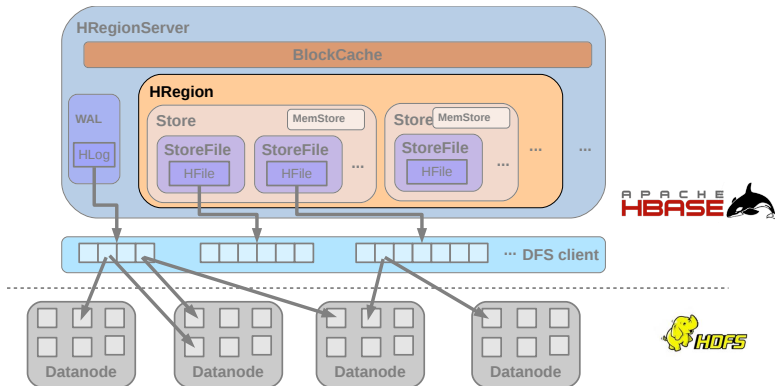 HRegionServer
BlockCache
HRegion
WAL
HLog
Store
MemStore
StoreFile
HFile
StoreFile
HFile
...
Store
MemStore
StoreFile
HFile
...
...
...
APACHE
HBASE
... DFS client
Datanode
Datanode
Datanode
Datanode
HDFS